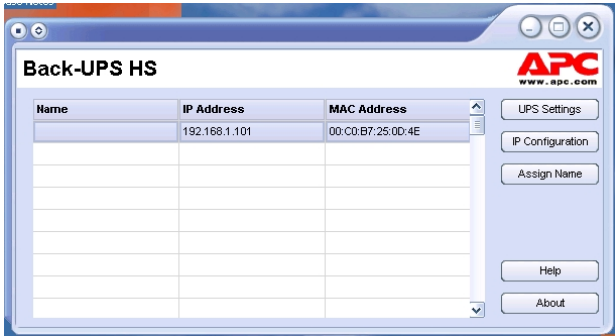 Back-UPS HS
APC
www.apc.com
Name IP Address MAC Address
192.168.1.101 00:C0:B7:25:0D:4E
UPS Settings
IP Configuration
Assign Name
Help
About